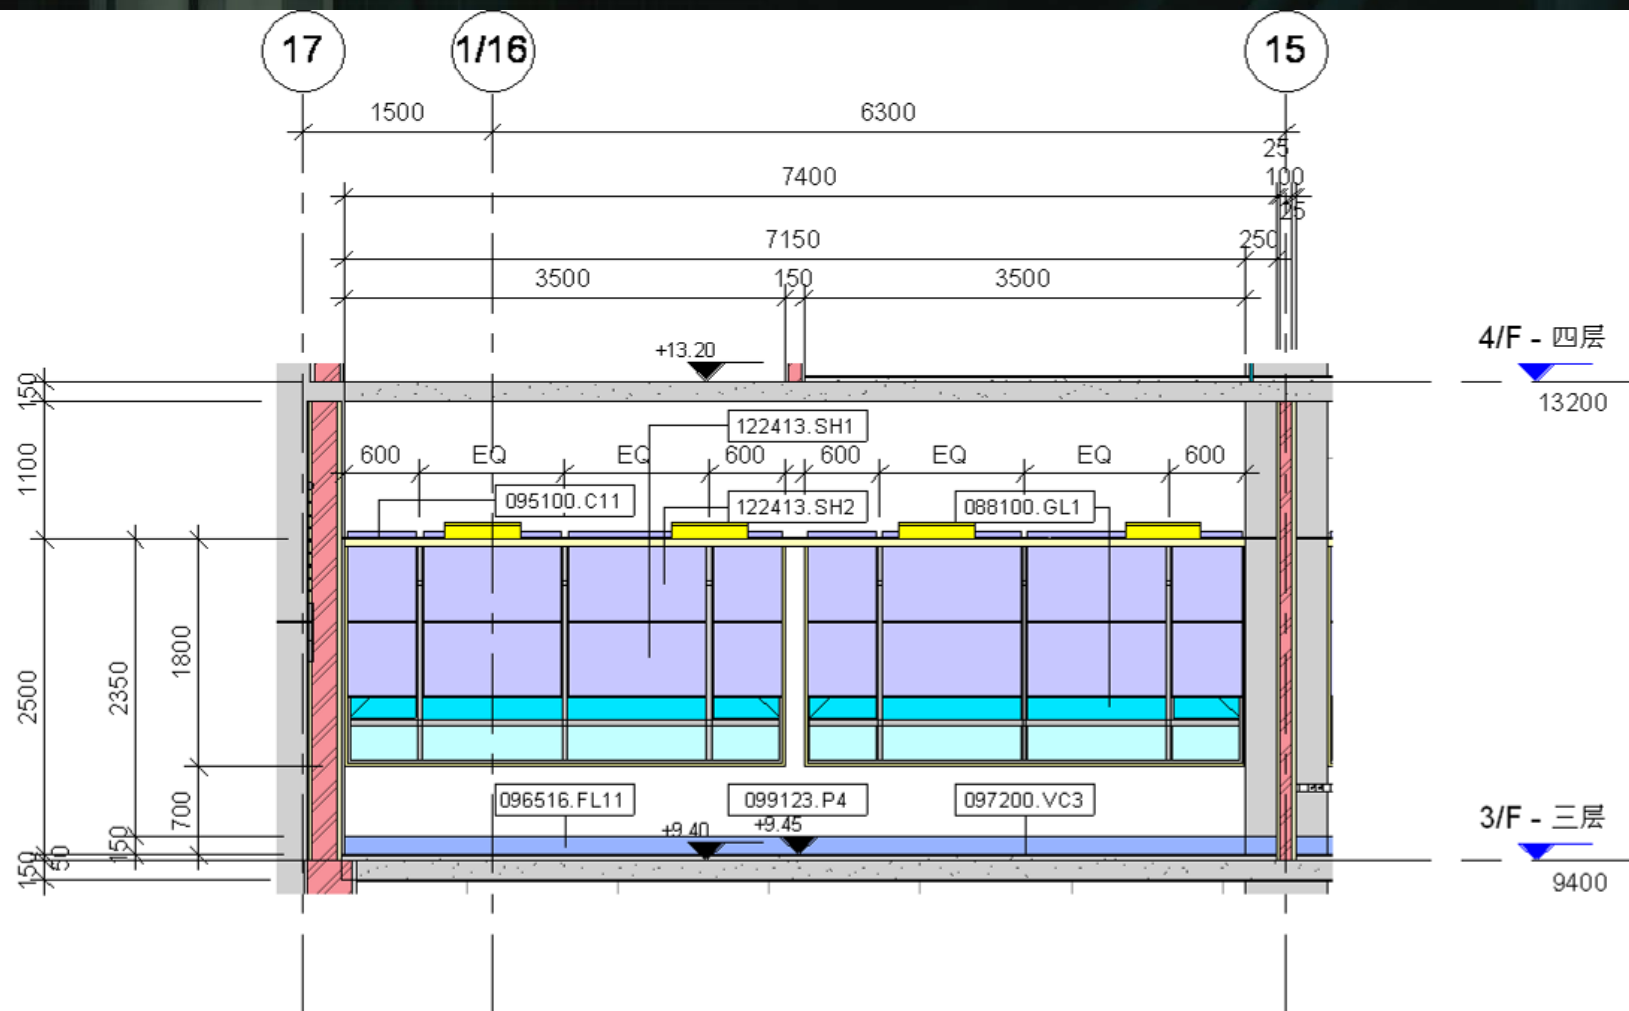 17
1/16
15
1500
6300
25
7400
100
25
7150
250
3500
150
3500
+13.20
4/F - 四层
13200
150
122413.SH1
1100
600
EQ
EQ
600
600
EQ
EQ
600
095100.C11
122413.SH2
088100.GL1
1800
2350
2500
700
096516.FL11
099123.P4
097200.VC3
+9.40
+9.45
3/F - 三层
9400
150
50
150